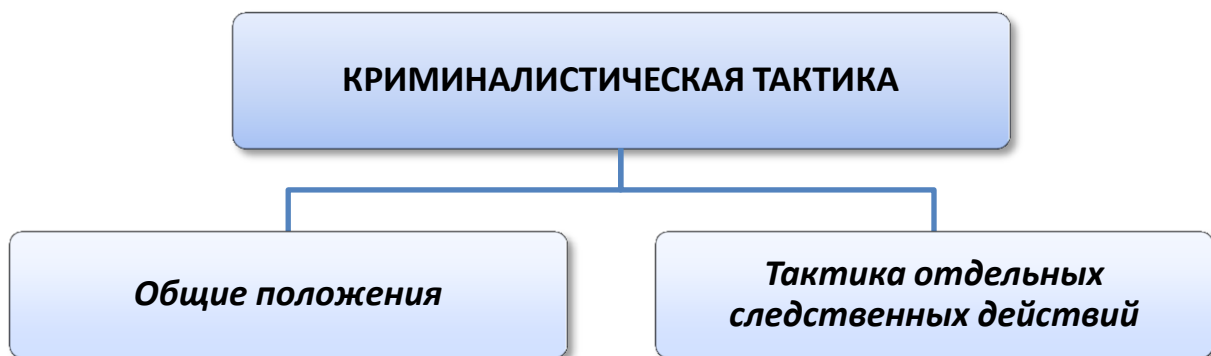 КРИМИНАЛИСТИЧЕСКАЯ ТАКТИКА
Общие положения
Тактика отдельных
следственных действий